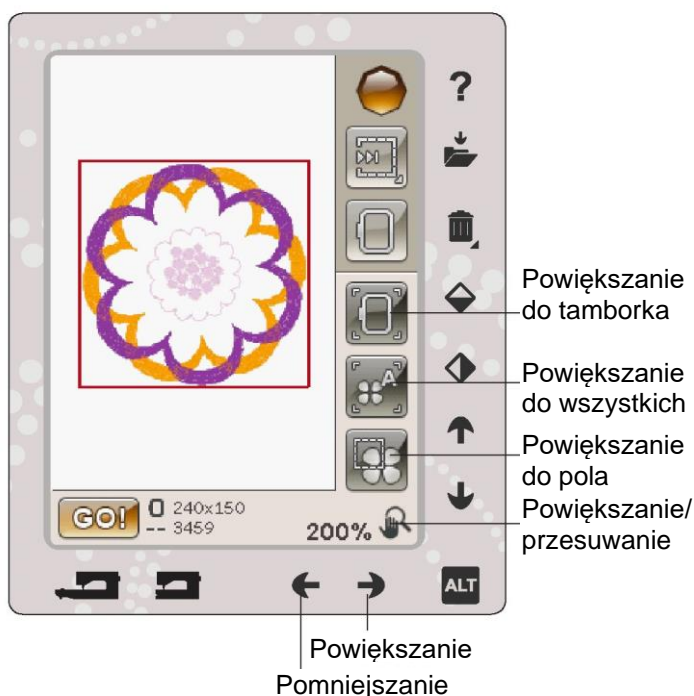 ?
A
Powiększanie
do tamborka
Powiększanie
do wszystkich
Powiększanie
do pola
Powiększanie/
przesuwanie
GO! 240x150
-- 3459
200%
ALT
Powiększanie
Pomniejszanie